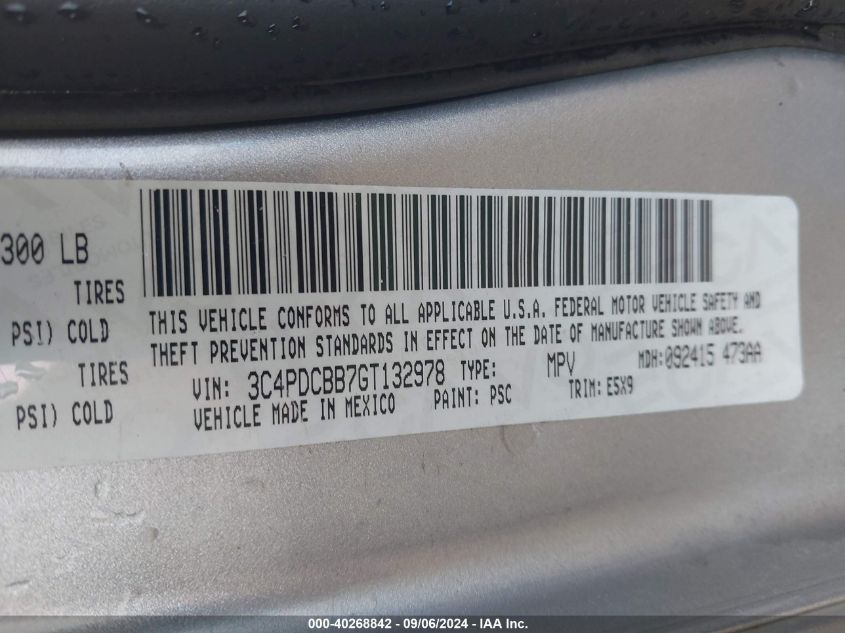 300 LB
TIRES
PSI) COLD
TIRES
PSI) COLD
THIS VEHICLE CONFORMS TO ALL APPLICABLE U.S.A. FEDERAL MOTOR VEHICLE SAFETY AND
THEFT PREVENTION STANDARDS IN EFFECT ON THE DATE OF MANUFACTURE SHOWN ABOVE.
VIN: 3C4PDCBB7GT132978 TYPE: MPV MDH:092415 473AA
VEHICLE MADE IN MEXICO PAINT: PSC TRIM: E5X9
000-40268842 - 09/06/2024 - IAA Inc.